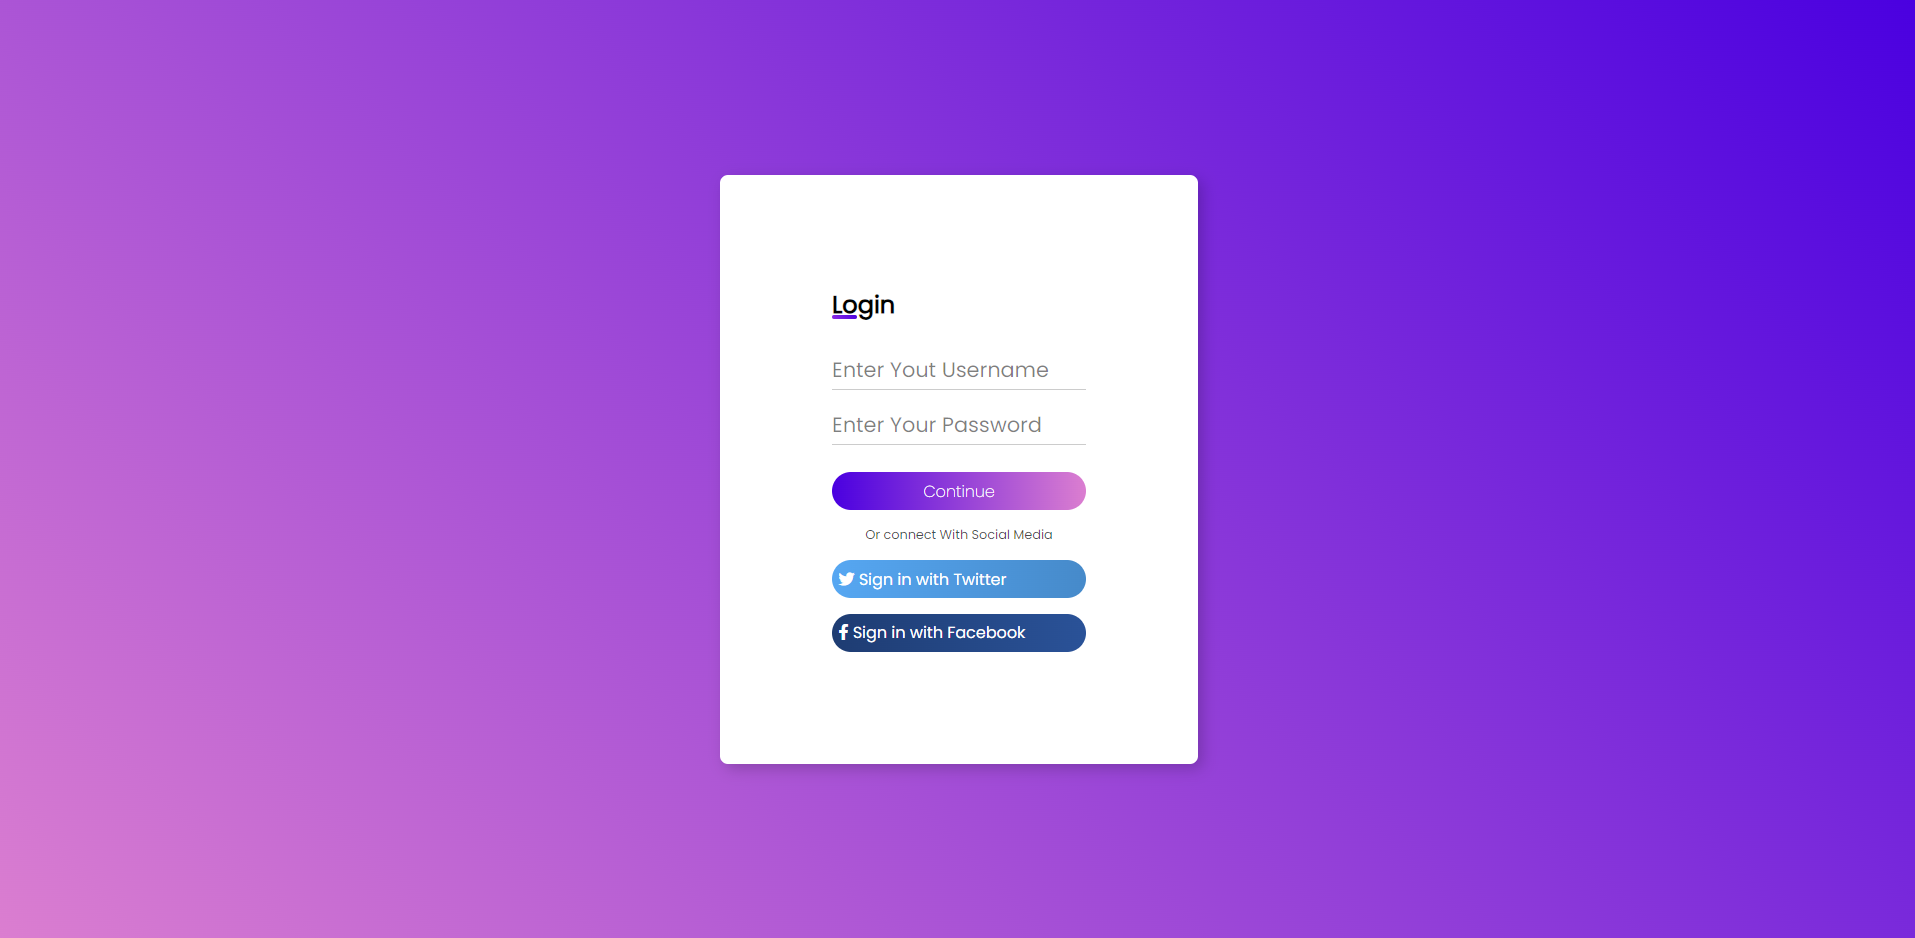 Login
Enter Yout Username
Enter Your Password
Continue
Or connect With Social Media
Sign in with Twitter
Sign in with Facebook